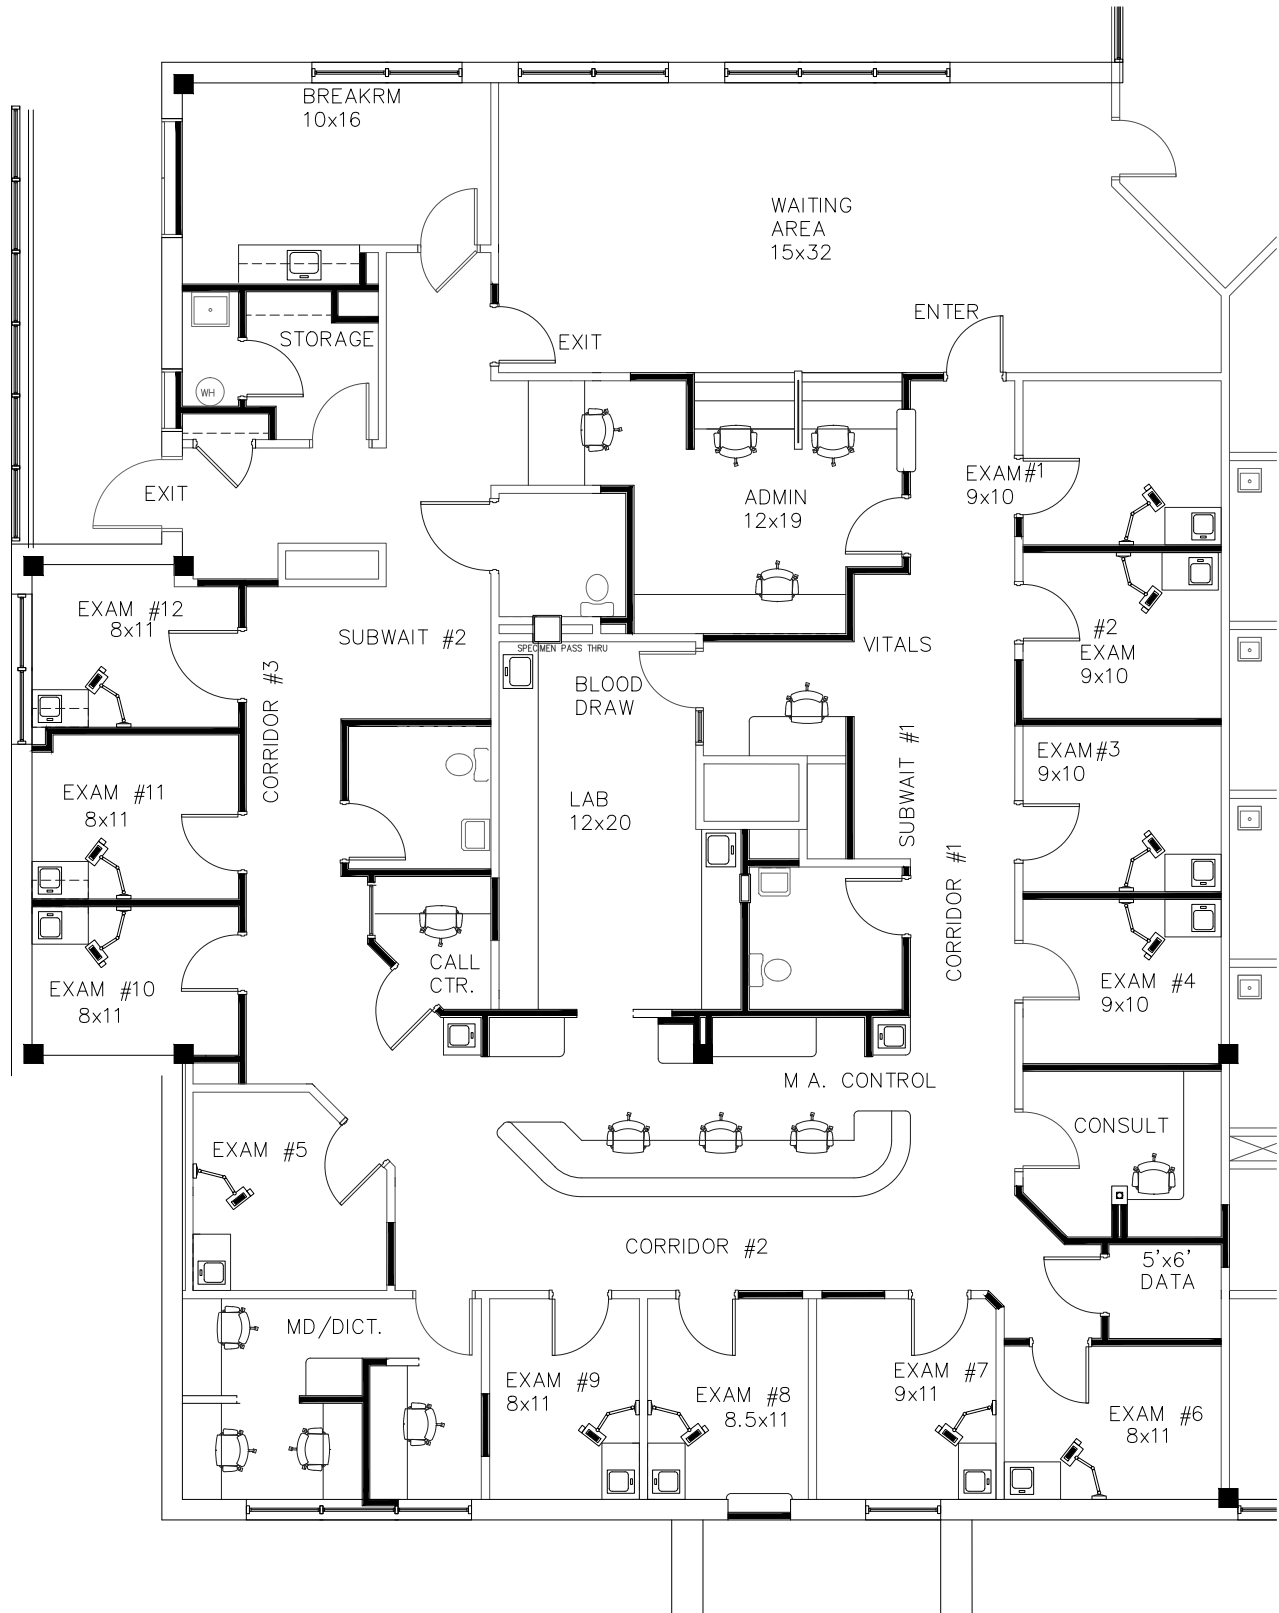 BREAKRM
10x16
WAITING
AREA
15x32
ENTER
EXIT
STORAGE
WH
EXIT
EXAM#1
9x10
ADMIN
12x19
EXAM #12
8x11
SUBWAIT #2
SPECIMEN PASS THRU
VITALS
#2
EXAM
9x10
CORRIDOR #3
BLOOD
DRAW
EXAM#3
9x10
SUBWAIT #1
EXAM #11
8x11
LAB
12x20
CORRIDOR #1
CALL
CTR.
EXAM #10
8x11
EXAM #4
9x10
M A. CONTROL
CONSULT
EXAM #5
CORRIDOR #2
5'x6'
DATA
MD/DICT.
EXAM #9
8x11
EXAM #8
8.5x11
EXAM #7
9x11
EXAM #6
8x11